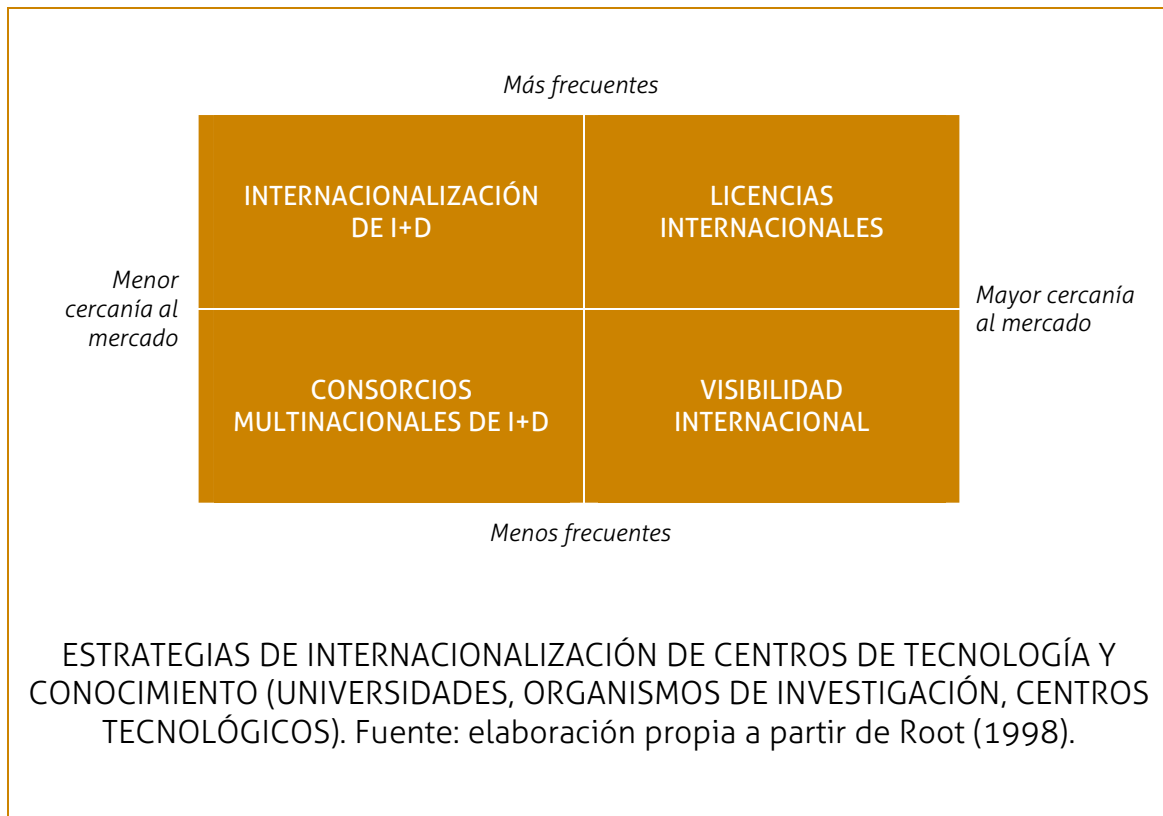 Más frecuentes
INTERNACIONALIZACIÓN
DE I+D
LICENCIAS
INTERNACIONALES
Menor
cercanía al
mercado
Mayor cercanía
al mercado
CONSORCIOS
MULTINACIONALES DE I+D
VISIBILIDAD
INTERNACIONAL
Menos frecuentes
ESTRATEGIAS DE INTERNACIONALIZACIÓN DE CENTROS DE TECNOLOGÍA Y
CONOCIMIENTO (UNIVERSIDADES, ORGANISMOS DE INVESTIGACIÓN, CENTROS
TECNOLÓGICOS). Fuente: elaboración propia a partir de Root (1998).